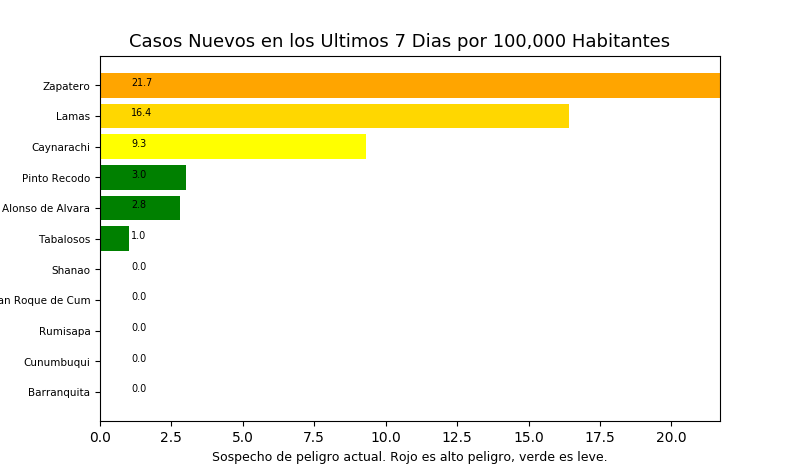 Casos Nuevos en los Ultimos 7 Dias por 100,000 Habitantes
Zapatero 21.7
Lamas 16.4
Caynarachi 9.3
Pinto Recodo 3.0
Alonso de Alvara 2.8
Tabalosos 1.0
Shanao 0.0
an Roque de Cum 0.0
Rumisapa 0.0
Cunumbuqui 0.0
Barranquita 0.0
0.0 2.5 5.0 7.5 10.0 12.5 15.0 17.5 20.0
Sospecho de peligro actual. Rojo es alto peligro, verde es leve.